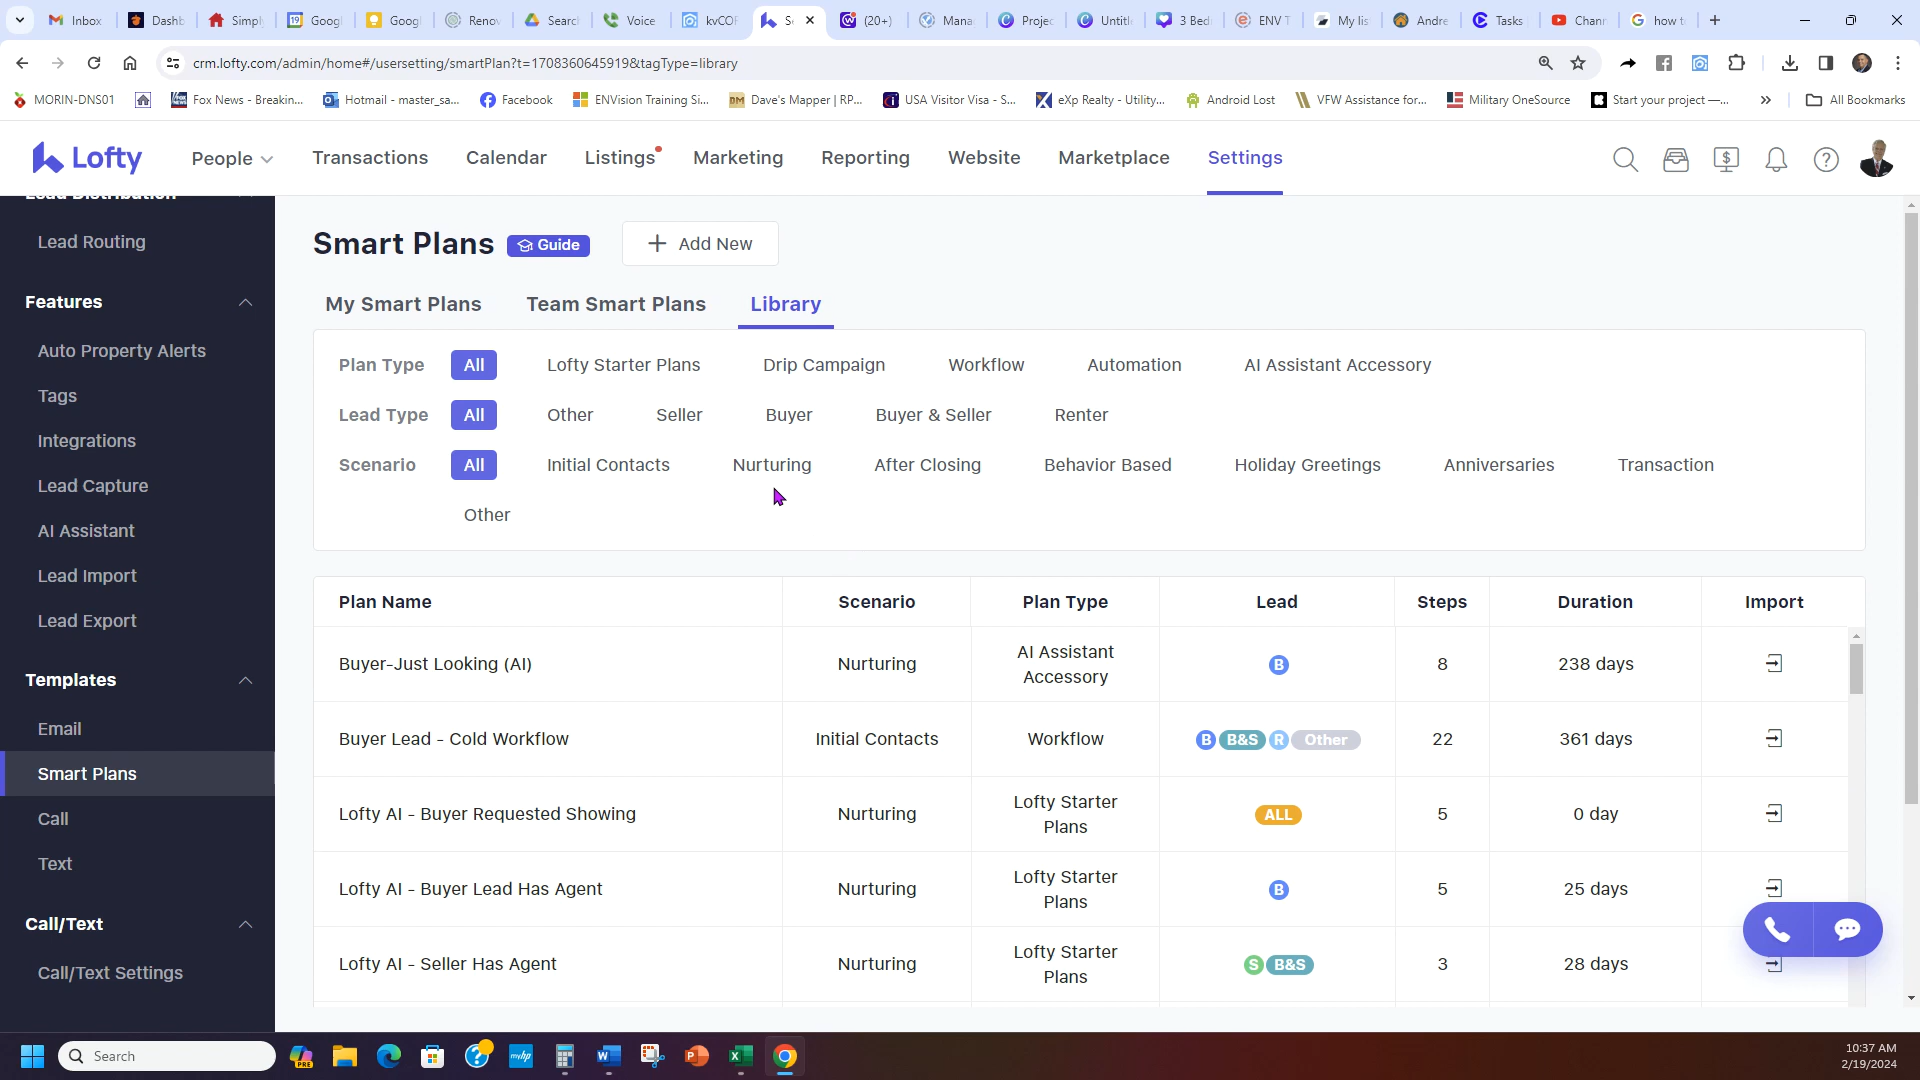 Inbox
Dashb
Simpl
Googl
Googl
Renov
Searc
Voice
kvCOF
S
(20+)
Mana
Projec
Untitl
3 Bed
ENV T
My lis
Andre
Tasks
Chann
how t
crm.lofty.com/admin/home#/usersetting/smartPlan?t=1708360645919&tagType=library
MORIN-DNS01
Fox News - Breakin...
Hotmail - master_sa...
Facebook
ENVision Training Si...
Dave's Mapper | RP...
USA Visitor Visa - S...
eXp Realty - Utility...
Android Lost
VFW Assistance for...
Military OneSource
Start your project —...
All Bookmarks
Lofty
People
Transactions
Calendar
Listings
Marketing
Reporting
Website
Marketplace
Settings
Lead Distribution
Lead Routing
Features
Auto Property Alerts
Tags
Integrations
Lead Capture
AI Assistant
Lead Import
Lead Export
Templates
Email
Smart Plans
Call
Text
Call/Text
Call/Text Settings
Smart Plans Guide + Add New
My Smart Plans Team Smart Plans Library
Plan Type All Lofty Starter Plans Drip Campaign Workflow Automation AI Assistant Accessory
Lead Type All Other Seller Buyer Buyer & Seller Renter
Scenario All Initial Contacts Nurturing After Closing Behavior Based Holiday Greetings Anniversaries Transaction
Other
Plan Name Scenario Plan Type Lead Steps Duration Import
Buyer-Just Looking (AI) Nurturing AI Assistant Accessory B 8 238 days
Buyer Lead - Cold Workflow Initial Contacts Workflow B B&S R Other 22 361 days
Lofty AI - Buyer Requested Showing Nurturing Lofty Starter Plans ALL 5 0 day
Lofty AI - Buyer Lead Has Agent Nurturing Lofty Starter Plans B 5 25 days
Lofty AI - Seller Has Agent Nurturing Lofty Starter Plans S B&S 3 28 days
Search
10:37 AM
2/19/2024